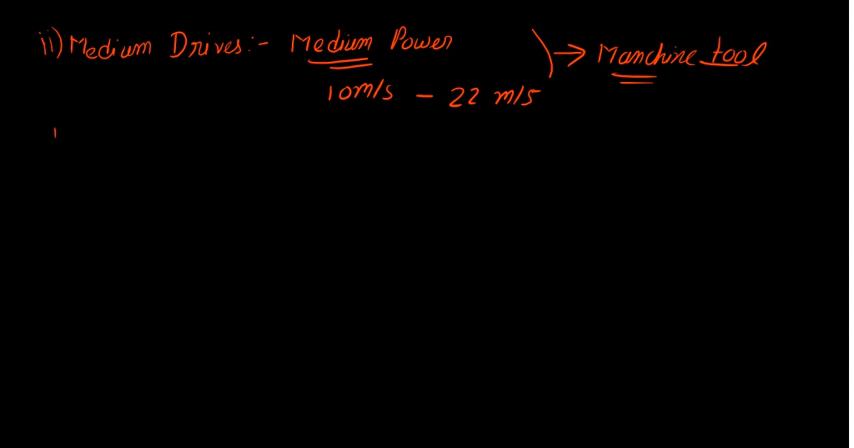 ii) Medium Drives:- Medium Power → Manchine tool
10m/s - 22 m/s